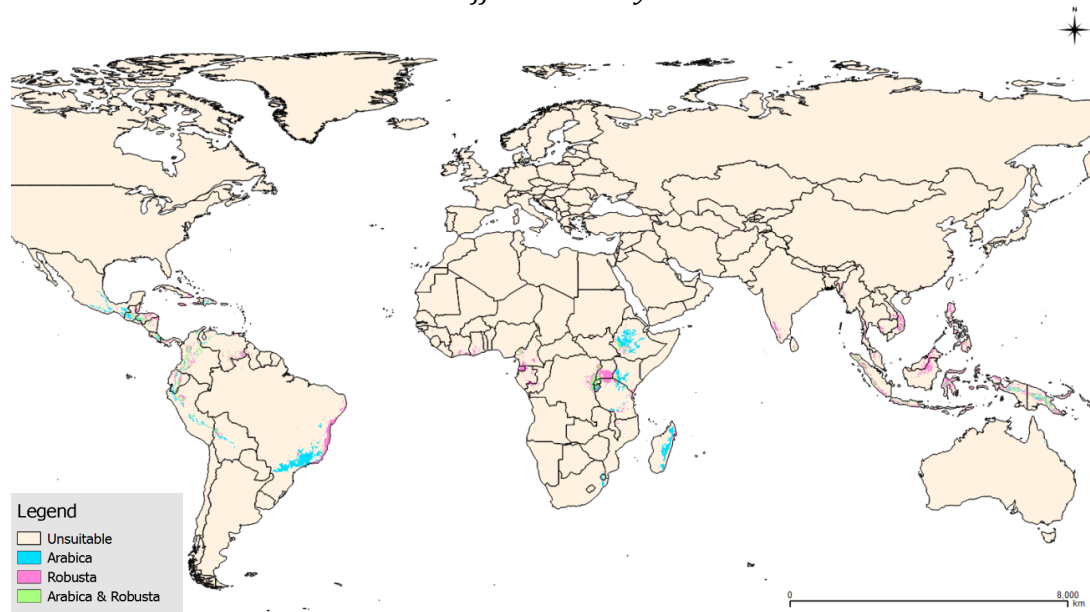 N
Legend
Unsuitable
Arabica
Robusta
Arabica & Robusta
0 8,000
km